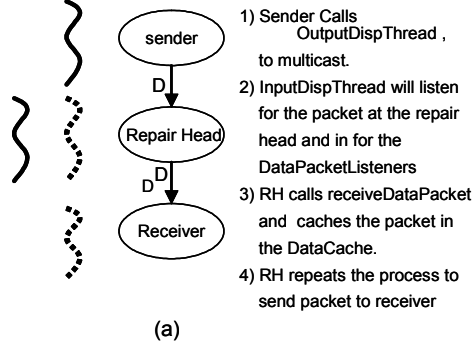 sender
D
Repair Head
D
D
Receiver
1) Sender Calls
OutputDispThread ,
to multicast.
2) InputDispThread will listen
for the packet at the repair
head and in for the
DataPacketListeners
3) RH calls receiveDataPacket
and caches the packet in
the DataCache.
4) RH repeats the process to
send packet to receiver
(a)